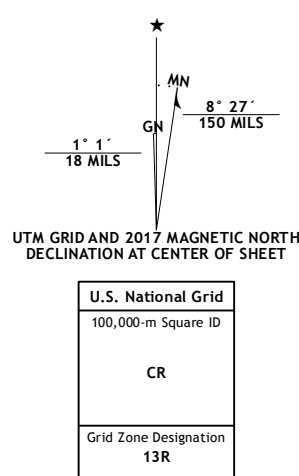 ★
MN
GN
8° 27´
150 MILS
1° 1´
18 MILS
UTM GRID AND 2017 MAGNETIC NORTH
DECLINATION AT CENTER OF SHEET
U.S. National Grid
100,000-m Square ID
CR
Grid Zone Designation
13R